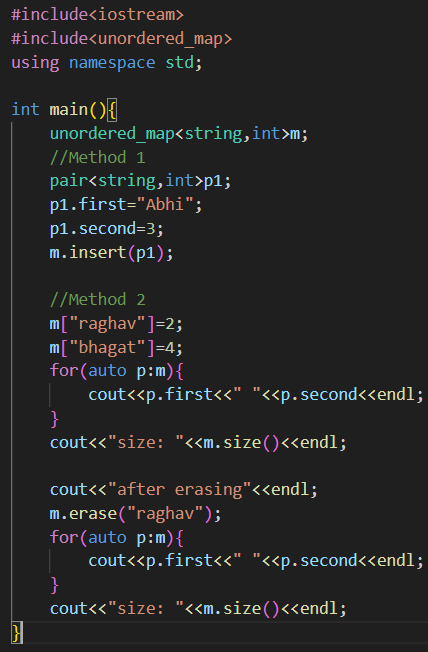 #include<iostream>
#include<unordered_map>
using namespace std;

int main(){
    unordered_map<string,int>m;
    //Method 1
    pair<string,int>p1;
    p1.first="Abhi";
    p1.second=3;
    m.insert(p1);

    //Method 2
    m["raghav"]=2;
    m["bhagat"]=4;
    for(auto p:m){
        cout<<p.first<<" "<<p.second<<endl;
    }
    cout<<"size: "<<m.size()<<endl;

    cout<<"after erasing"<<endl;
    m.erase("raghav");
    for(auto p:m){
        cout<<p.first<<" "<<p.second<<endl;
    }
    cout<<"size: "<<m.size()<<endl;
}